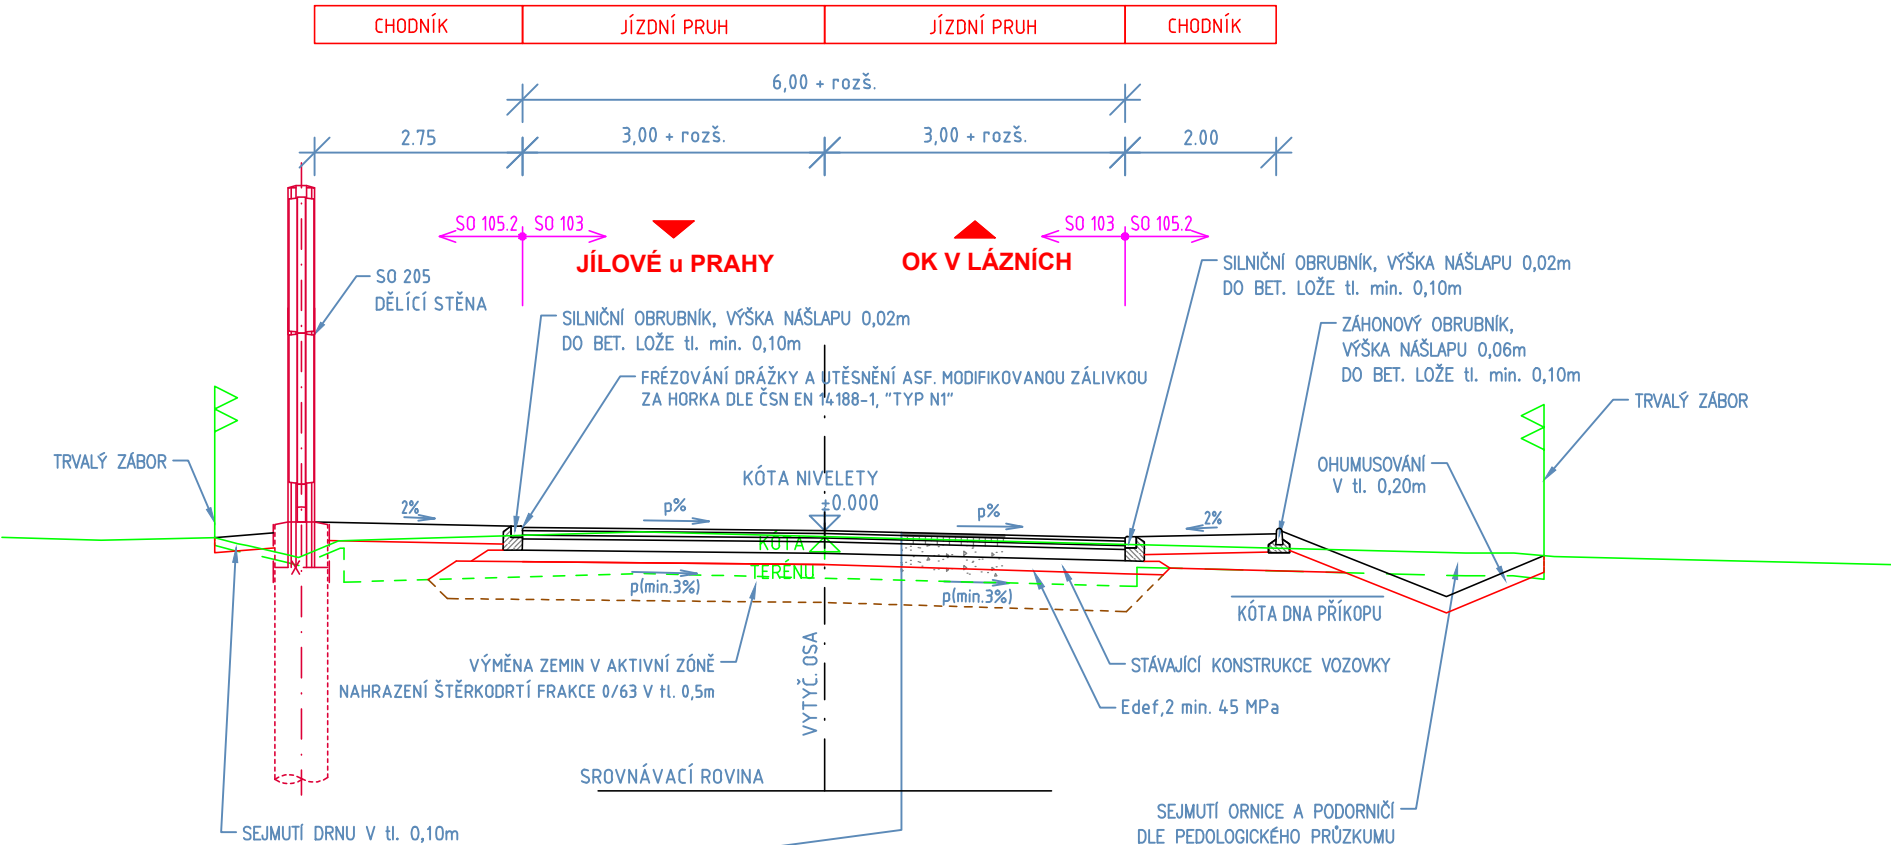 CHODNÍK JÍZDNÍ PRUH JÍZDNÍ PRUH CHODNÍK
6,00 + rozš.
2.75 3,00 + rozš. 3,00 + rozš. 2.00
SO 105.2 SO 103 SO 103 SO 105.2
JÍLOVÉ u PRAHY OK V LÁZNÍCH
SO 205
DĚLÍCÍ STĚNA
SILNIČNÍ OBRUBNÍK, VÝŠKA NÁŠLAPU 0,02m
DO BET. LOŽE tl. min. 0,10m
SILNIČNÍ OBRUBNÍK, VÝŠKA NÁŠLAPU 0,02m
DO BET. LOŽE tl. min. 0,10m
ZÁHONOVÝ OBRUBNÍK,
VÝŠKA NÁŠLAPU 0,06m
DO BET. LOŽE tl. min. 0,10m
FRÉZOVÁNÍ DRÁŽKY A UTĚSNĚNÍ ASF. MODIFIKOVANOU ZÁLIVKOU
ZA HORKA DLE ČSN EN 14188-1, "TYP N1"
TRVALÝ ZÁBOR
TRVALÝ ZÁBOR
OHUMUSOVÁNÍ
V tl. 0,20m
KÓTA NIVELETY
±0.000
2% p% p% 2%
KÓTA
TERÉNU
p(min.3%) p(min.3%)
KÓTA DNA PŘÍKOPU
VÝMĚNA ZEMIN V AKTIVNÍ ZÓNĚ
NAHRAZENÍ ŠTĚRKODRTÍ FRAKCE 0/63 V tl. 0,5m
VYTYČ. OSA
STÁVAJÍCÍ KONSTRUKCE VOZOVKY
Edef,2 min. 45 MPa
SROVNÁVACÍ ROVINA
SEJMUTÍ DRNU V tl. 0,10m
SEJMUTÍ ORNICE A PODORNIČÍ
DLE PEDOLOGICKÉHO PRŮZKUMU